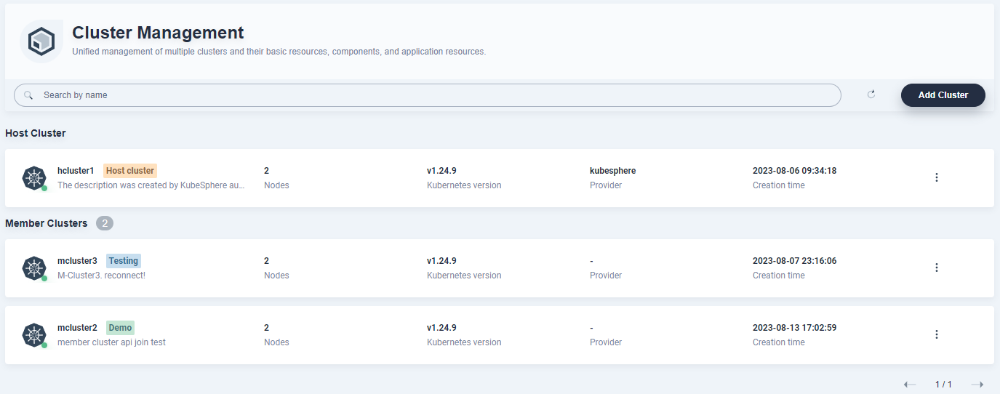 Cluster Management
Unified management of multiple clusters and their basic resources, components, and application resources.
Search by name
Add Cluster
Host Cluster
hcluster1 Host cluster 2 v1.24.9 kubesphere 2023-08-06 09:34:18
The description was created by KubeSphere au... Nodes Kubernetes version Provider Creation time
Member Clusters 2
mcluster3 Testing 2 v1.24.9 - 2023-08-07 23:16:06
M-Cluster3. reconnect! Nodes Kubernetes version Provider Creation time
mcluster2 Demo 2 v1.24.9 - 2023-08-13 17:02:59
member cluster api join test Nodes Kubernetes version Provider Creation time
1 / 1